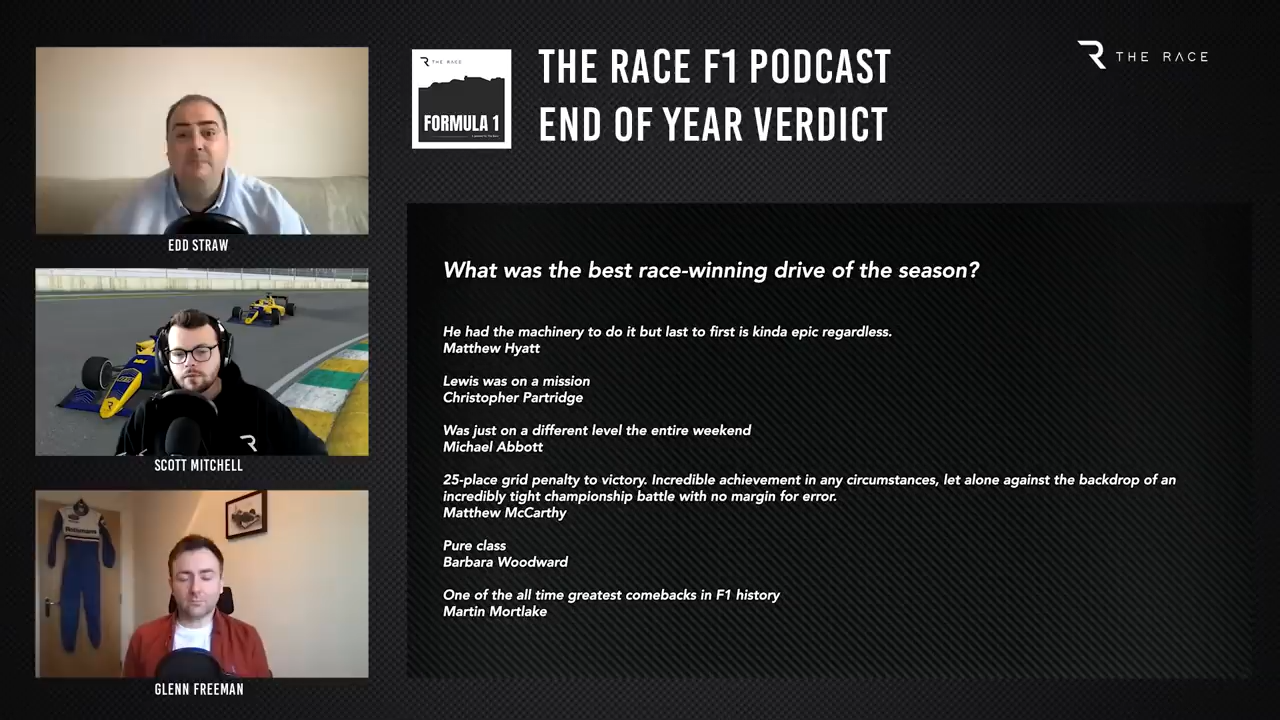 THE RACE F1 PODCAST
END OF YEAR VERDICT
THE RACE
THE RACE
FORMULA 1
EDD STRAW
SCOTT MITCHELL
Rothmans
GLENN FREEMAN
What was the best race-winning drive of the season?
He had the machinery to do it but last to first is kinda epic regardless.
Matthew Hyatt
Lewis was on a mission
Christopher Partridge
Was just on a different level the entire weekend
Michael Abbott
25-place grid penalty to victory. Incredible achievement in any circumstances, let alone against the backdrop of an
incredibly tight championship battle with no margin for error.
Matthew McCarthy
Pure class
Barbara Woodward
One of the all time greatest comebacks in F1 history
Martin Mortlake